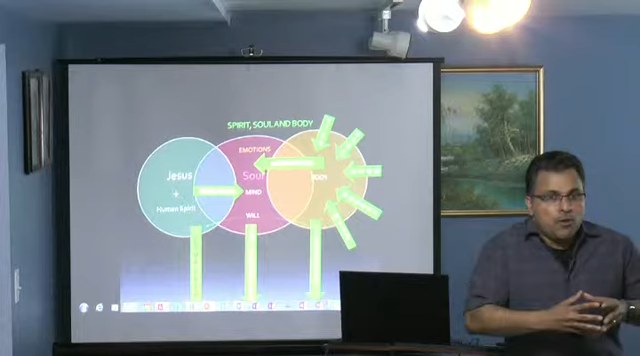 SPIRIT, SOUL AND BODY
EMOTIONS
Jesus
Soul
BODY
+
MIND
Human Spirit
WILL